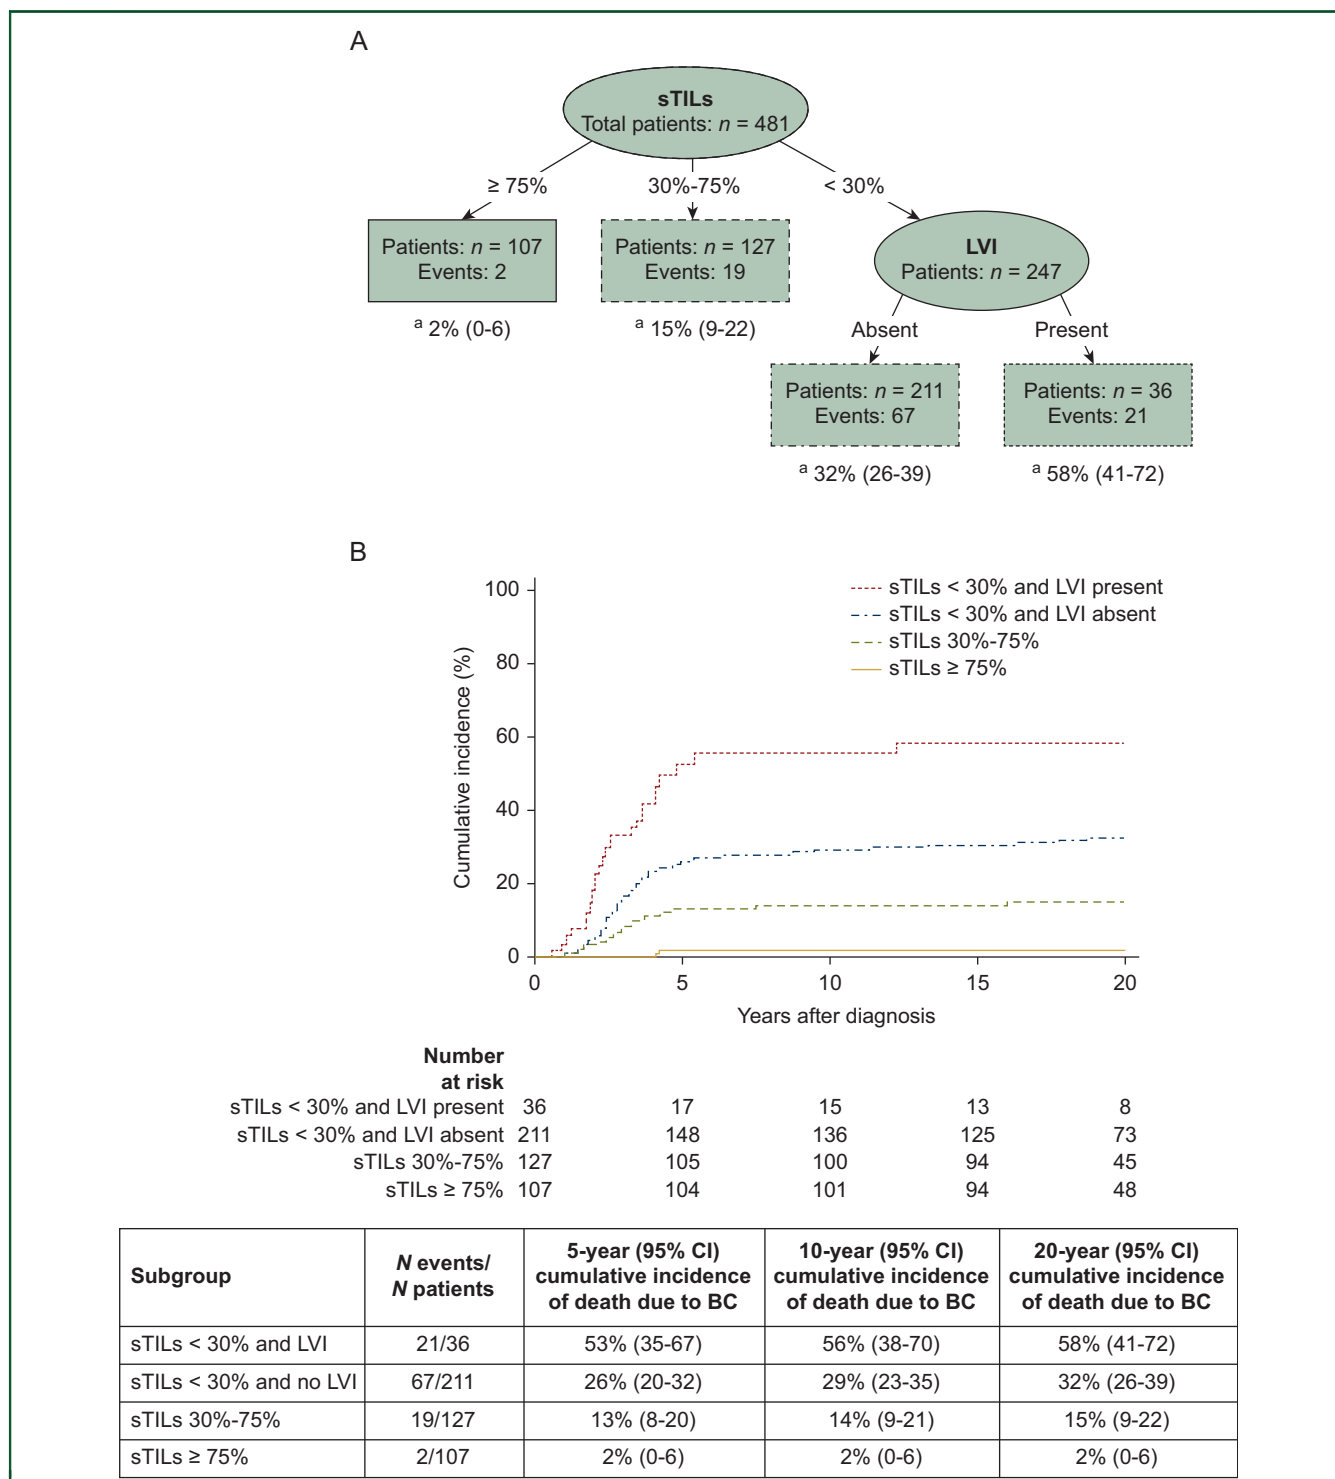 A
sTILs
Total patients: n = 481
≥ 75%
30%-75%
< 30%
Patients: n = 107
Events: 2
Patients: n = 127
Events: 19
LVI
Patients: n = 247
a 2% (0-6)
a 15% (9-22)
Absent
Present
Patients: n = 211
Events: 67
Patients: n = 36
Events: 21
a 32% (26-39)
a 58% (41-72)
B
Cumulative incidence (%)
100
80
60
40
20
0
sTILs < 30% and LVI present
sTILs < 30% and LVI absent
sTILs 30%-75%
sTILs ≥ 75%
0 5 10 15 20
Years after diagnosis
Number
at risk
sTILs < 30% and LVI present 36 17 15 13 8
sTILs < 30% and LVI absent 211 148 136 125 73
sTILs 30%-75% 127 105 100 94 45
sTILs ≥ 75% 107 104 101 94 48
Subgroup
N events/
N patients
5-year (95% CI)
cumulative incidence
of death due to BC
10-year (95% CI)
cumulative incidence
of death due to BC
20-year (95% CI)
cumulative incidence
of death due to BC
sTILs < 30% and LVI 21/36 53% (35-67) 56% (38-70) 58% (41-72)
sTILs < 30% and no LVI 67/211 26% (20-32) 29% (23-35) 32% (26-39)
sTILs 30%-75% 19/127 13% (8-20) 14% (9-21) 15% (9-22)
sTILs ≥ 75% 2/107 2% (0-6) 2% (0-6) 2% (0-6)